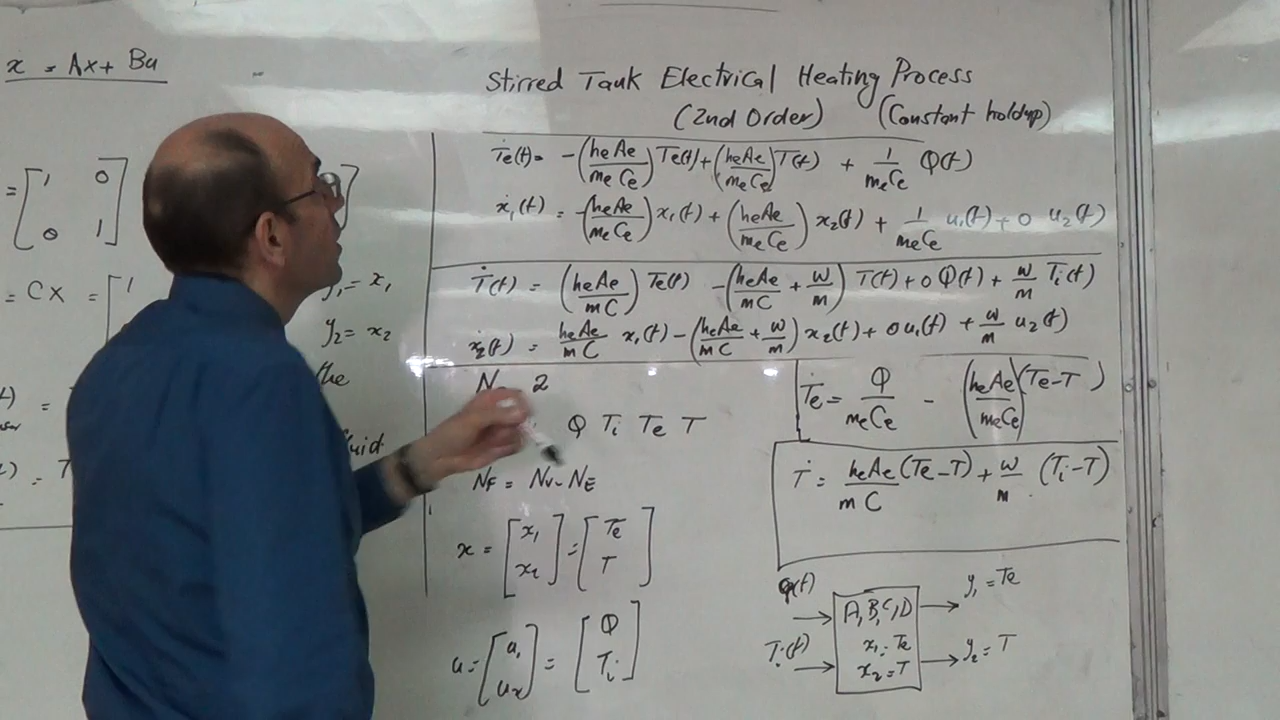 x = Ax + Bu
= [1 0
0 1]
= CX = [1
y₁ = x₁
y₂ = x₂
the
fluid
Stirred Tank Electrical Heating Process
(2nd Order) (Constant holdup)
Ṫe(t) = -(heAe/meCe) Te(t) + (heAe/meCe) T(t) + 1/meCe Q(t)
ẋ₁(t) = -(heAe/meCe) x₁(t) + (heAe/meCe) x₂(t) + 1/meCe u₁(t) + 0 u₂(t)
Ṫ(t) = (heAe/mC) Te(t) - (heAe/mC + w/m) T(t) + 0 Q(t) + w/m Ti(t)
ẋ₂(t) = heAe/mC x₁(t) - (heAe/mC + w/m) x₂(t) + 0 u₁(t) + w/m u₂(t)
2
Q Ti Te T
NF = Nv - NE
x = [x₁ x₂] = [Te T]
u = [u₁ u₂] = [Q Ti]
Ṫe = Q/meCe - (heAe/meCe)(Te-T)
Ṫ = heAe/mC (Te-T) + w/m (Ti-T)
Q(t)
Ti(t)
A,B,C,D
x₁ = Te
x₂ = T
y₁ = Te
y₂ = T